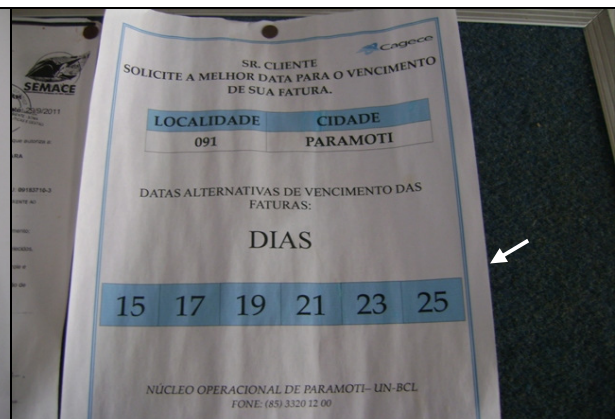 SEMACE
Cagece
SR. CLIENTE
SOLICITE A MELHOR DATA PARA O VENCIMENTO
DE SUA FATURA.
LOCALIDADE CIDADE
091 PARAMOTI
DATAS ALTERNATIVAS DE VENCIMENTO DAS
FATURAS:
DIAS
15 17 19 21 23 25
NÚCLEO OPERACIONAL DE PARAMOTI– UN-BCL
FONE: (85) 3320 12 00